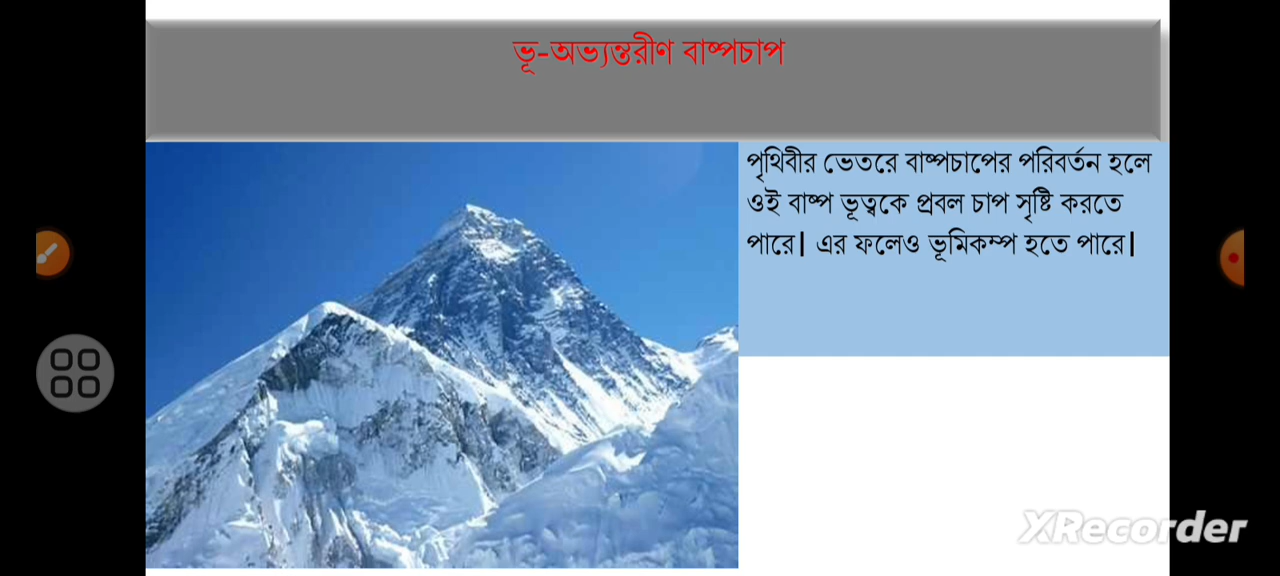 ভূ-অভ্যন্তরীণ বাষ্পচাপ
পৃথিবীর ভেতরে বাষ্পচাপের পরিবর্তন হলে
ওই বাষ্প ভূত্বকে প্রবল চাপ সৃষ্টি করতে
পারে। এর ফলেও ভূমিকম্প হতে পারে।
XRecorder